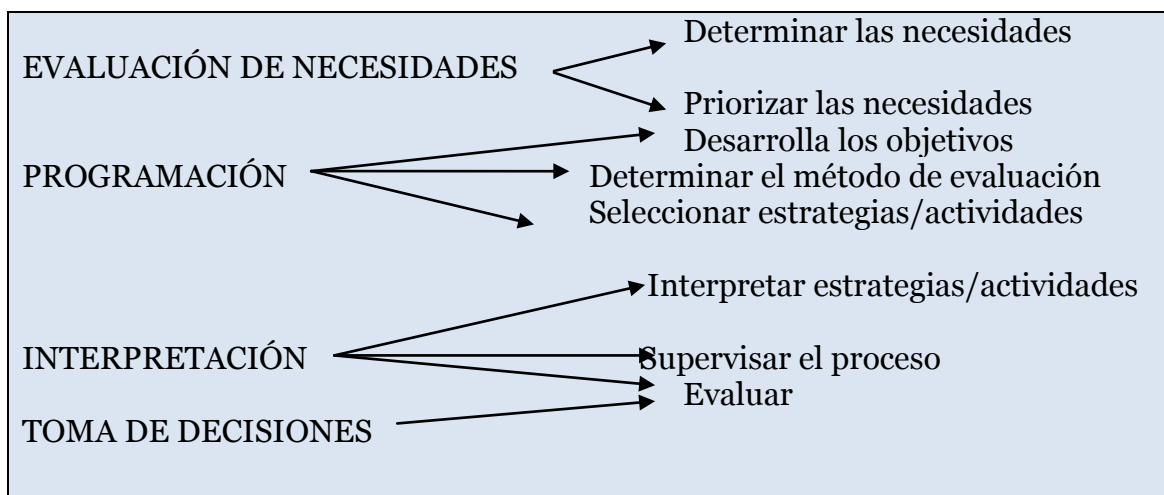 Determinar las necesidades
EVALUACIÓN DE NECESIDADES
Priorizar las necesidades
Desarrolla los objetivos
PROGRAMACIÓN
Determinar el método de evaluación
Seleccionar estrategias/actividades
Interpretar estrategias/actividades
INTERPRETACIÓN
Supervisar el proceso
Evaluar
TOMA DE DECISIONES